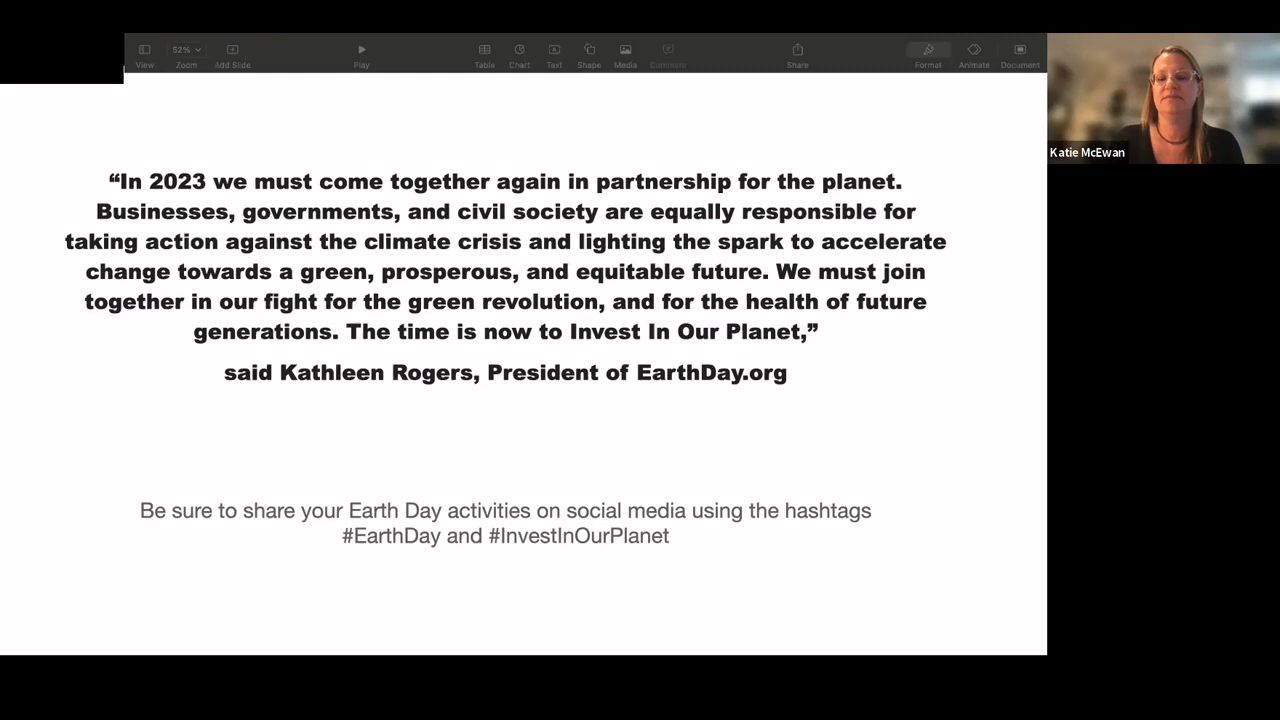 52%
View
Zoom
Add Slide
Play
Table
Chart
Text
Shape
Media
Comment
Share
Format
Animate
Document
Katie McEwan
“In 2023 we must come together again in partnership for the planet.
Businesses, governments, and civil society are equally responsible for
taking action against the climate crisis and lighting the spark to accelerate
change towards a green, prosperous, and equitable future. We must join
together in our fight for the green revolution, and for the health of future
generations. The time is now to Invest In Our Planet,”
said Kathleen Rogers, President of EarthDay.org
Be sure to share your Earth Day activities on social media using the hashtags
#EarthDay and #InvestInOurPlanet